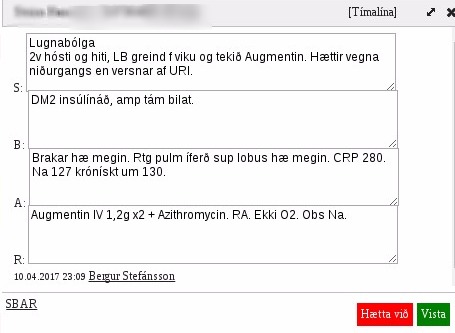 [Tímalína]
Lugnabólga
2v hósti og hiti, LB greind f viku og tekið Augmentin. Hættir vegna
niðurgangs en versnar af URI.
S:
DM2 insúlínáð, amp tám bilat.
B:
Brakar hæ megin. Rtg pulm íferð sup lobus hæ megin. CRP 280.
Na 127 krónískt um 130.
A:
Augmentin IV 1,2g x2 + Azithromycin. RA. Ekki O2. Obs Na.
R:
10.04.2017 23:09 Bergur Stefánsson
SBAR
Hætta við Vista